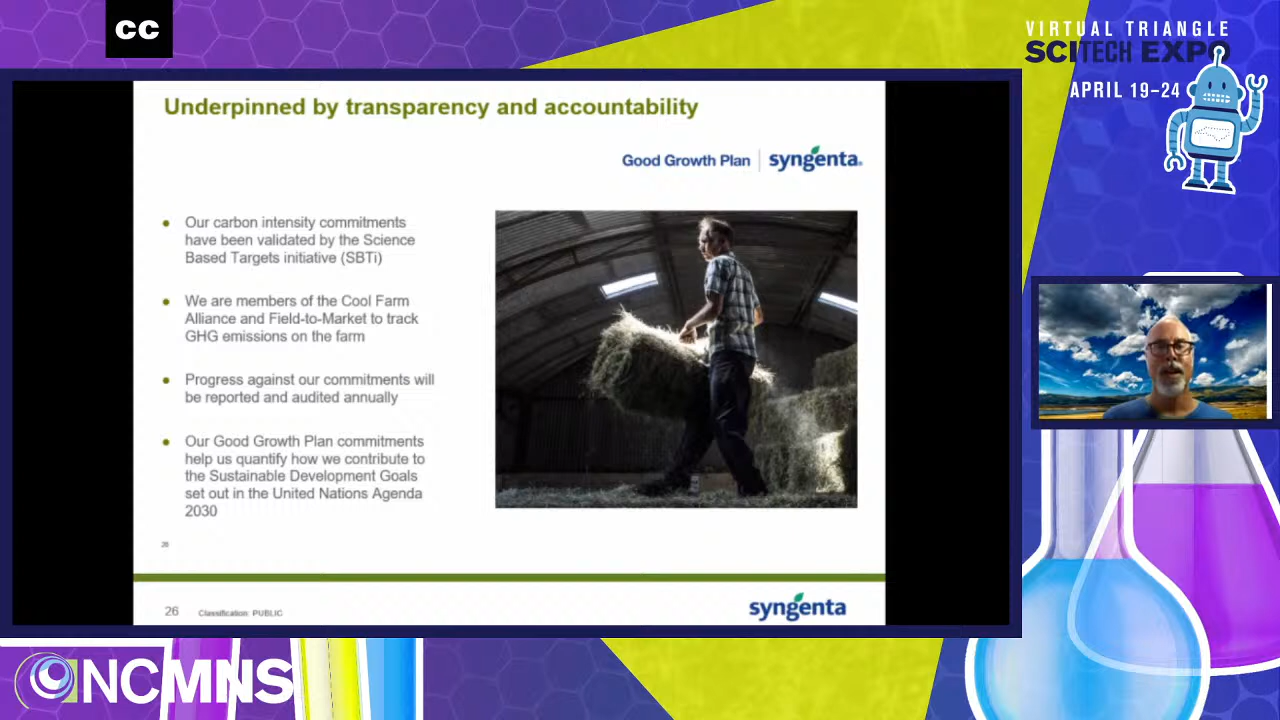 CC
VIRTUAL TRIANGLE
SCITECH EXPO
APRIL 19–24
Underpinned by transparency and accountability
Good Growth Plan | syngenta
• Our carbon intensity commitments
have been validated by the Science
Based Targets initiative (SBTi)
• We are members of the Cool Farm
Alliance and Field-to-Market to track
GHG emissions on the farm
• Progress against our commitments will
be reported and audited annually
• Our Good Growth Plan commitments
help us quantify how we contribute to
the Sustainable Development Goals
set out in the United Nations Agenda
2030
26
26 Classification: PUBLIC
syngenta
NCMNS